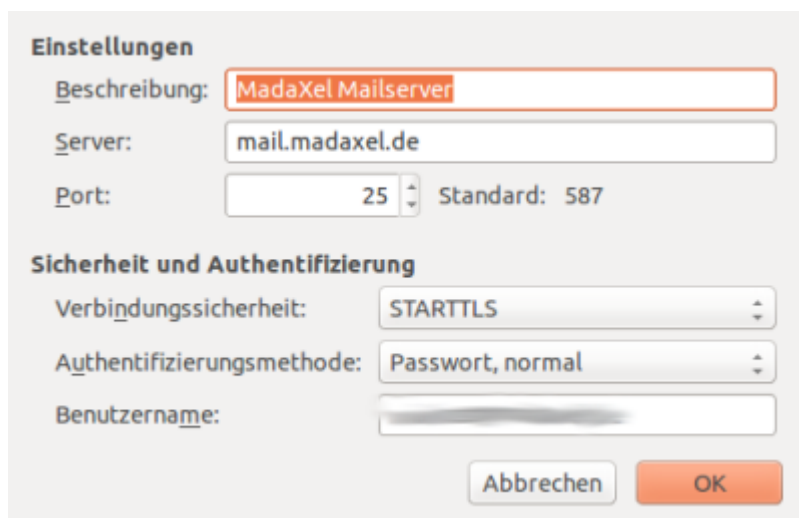 Einstellungen
Beschreibung: MadaXel Mailserver
Server: mail.madaxel.de
Port: 25 Standard: 587
Sicherheit und Authentifizierung
Verbindungssicherheit: STARTTLS
Authentifizierungsmethode: Passwort, normal
Benutzername:
Abbrechen OK